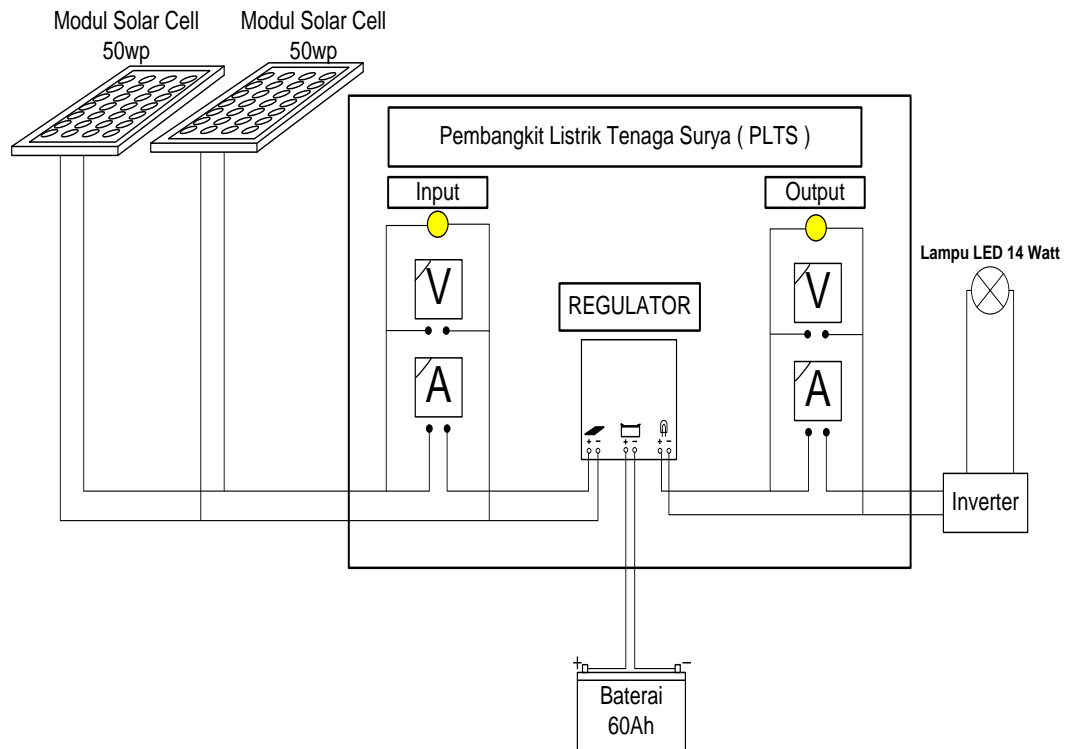 Modul Solar Cell
50wp
Modul Solar Cell
50wp
Pembangkit Listrik Tenaga Surya ( PLTS )
Input
Output
V
V
Lampu LED 14 Watt
REGULATOR
A
A
+ - + - + -
Inverter
+ -
Baterai
60Ah